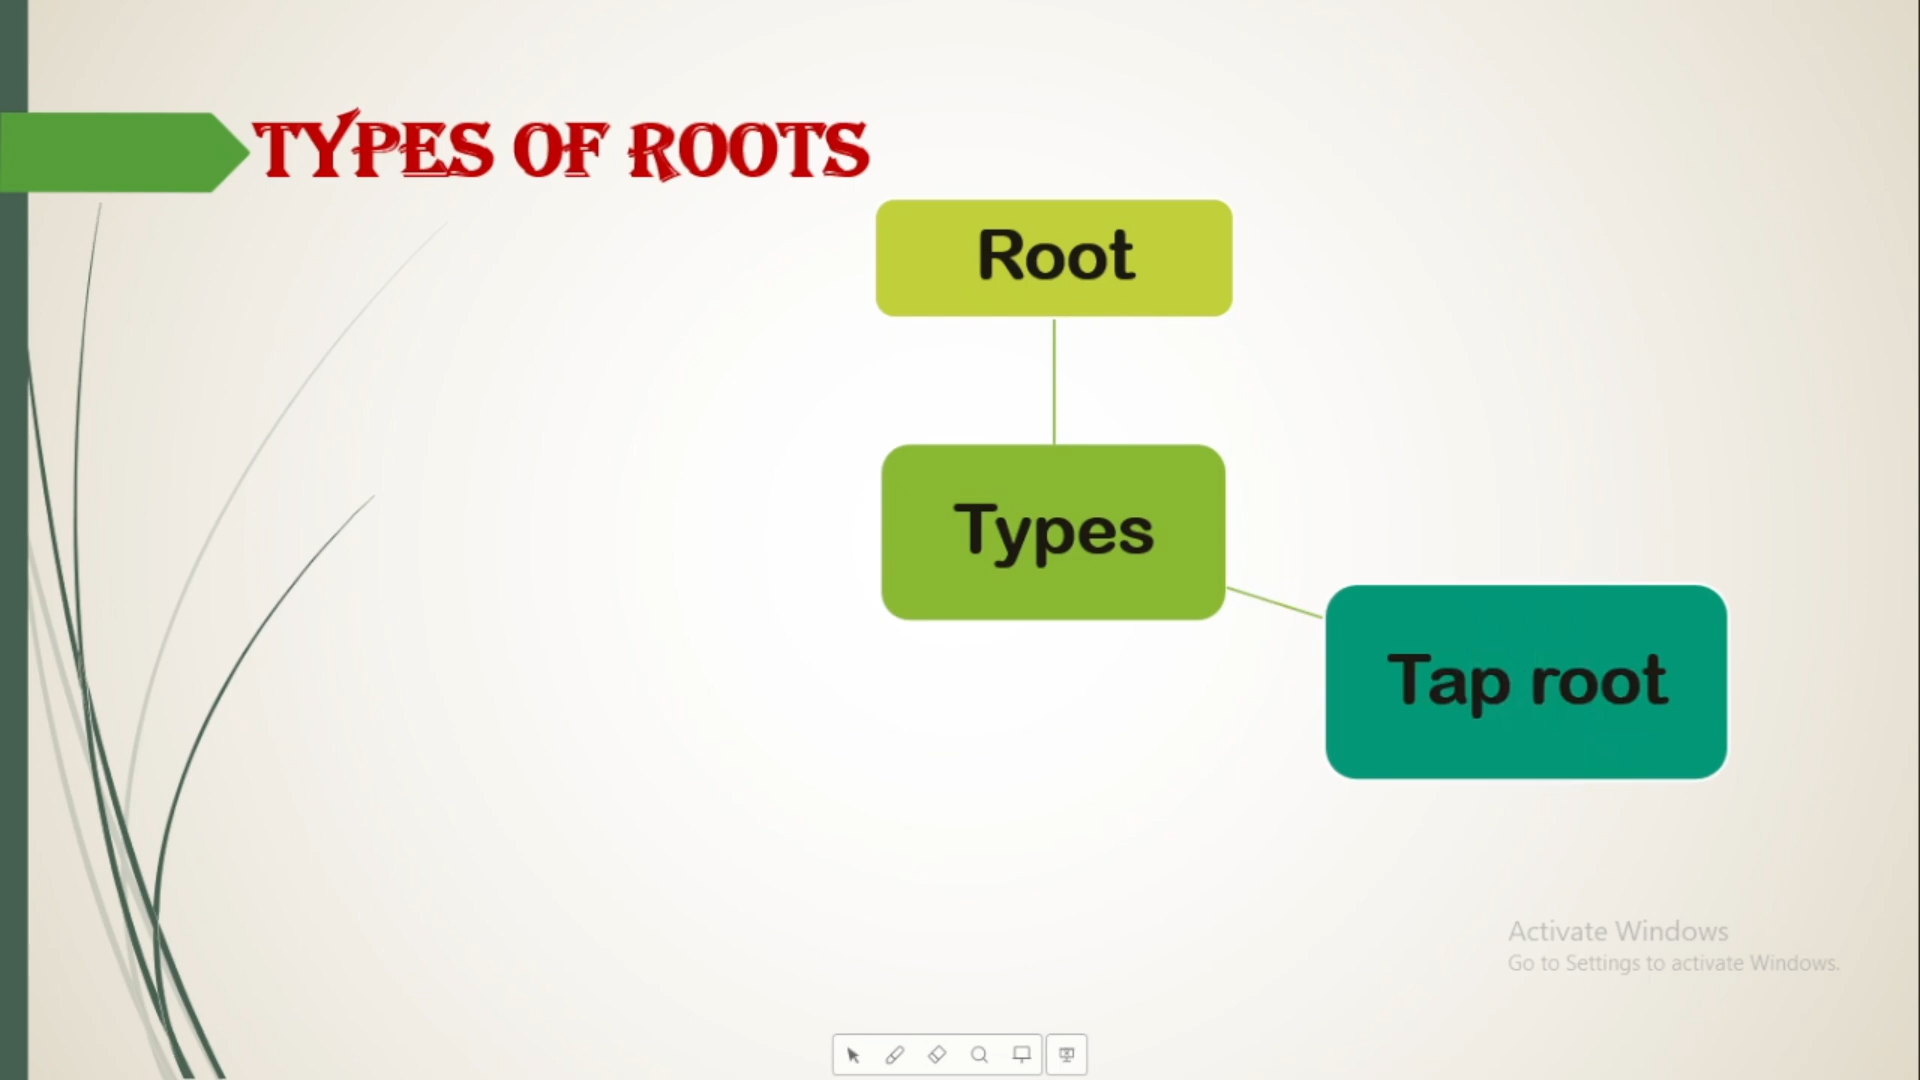 TYPES OF ROOTS
Root
Types
Tap root
Activate Windows
Go to Settings to activate Windows.